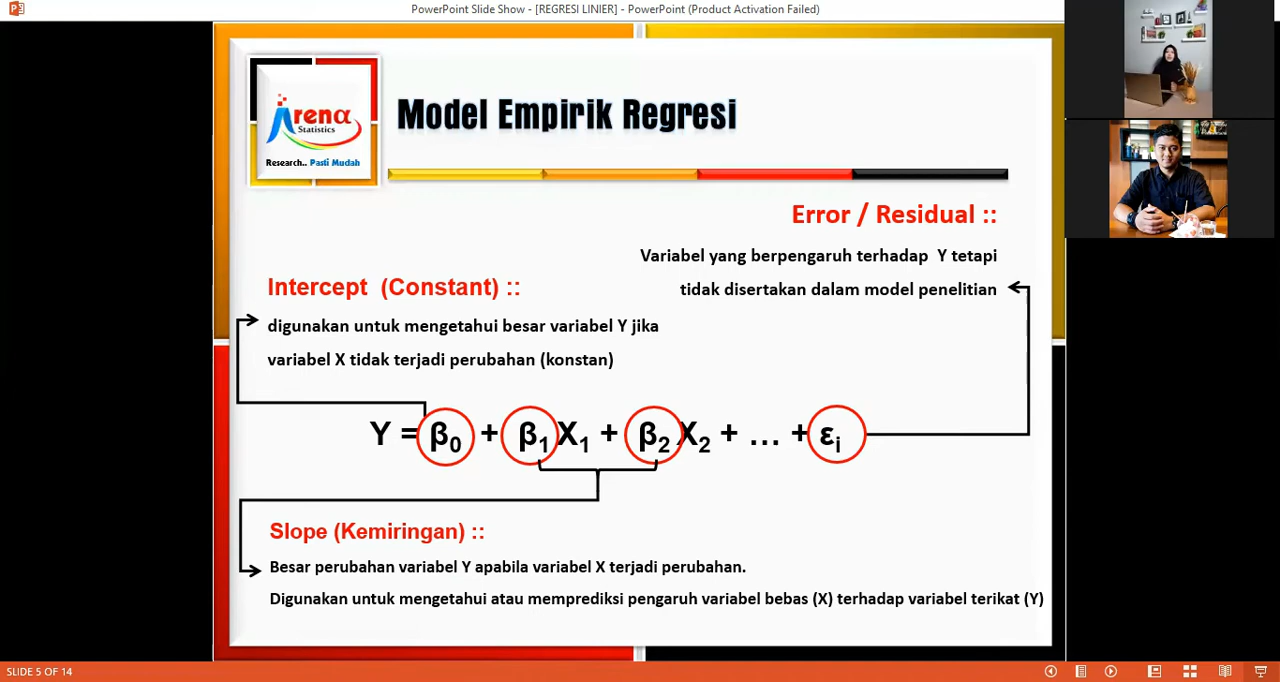 PowerPoint Slide Show - [REGRESI LINIER] - PowerPoint (Product Activation Failed)
Arena
Statistics
Research.. Pasti Mudah
Model Empirik Regresi
Error / Residual ::
Variabel yang berpengaruh terhadap Y tetapi
tidak disertakan dalam model penelitian
Intercept (Constant) ::
digunakan untuk mengetahui besar variabel Y jika
variabel X tidak terjadi perubahan (konstan)
Y = β₀ + β₁X₁ + β₂X₂ + … + εᵢ
Slope (Kemiringan) ::
Besar perubahan variabel Y apabila variabel X terjadi perubahan.
Digunakan untuk mengetahui atau memprediksi pengaruh variabel bebas (X) terhadap variabel terikat (Y)
SLIDE 5 OF 14